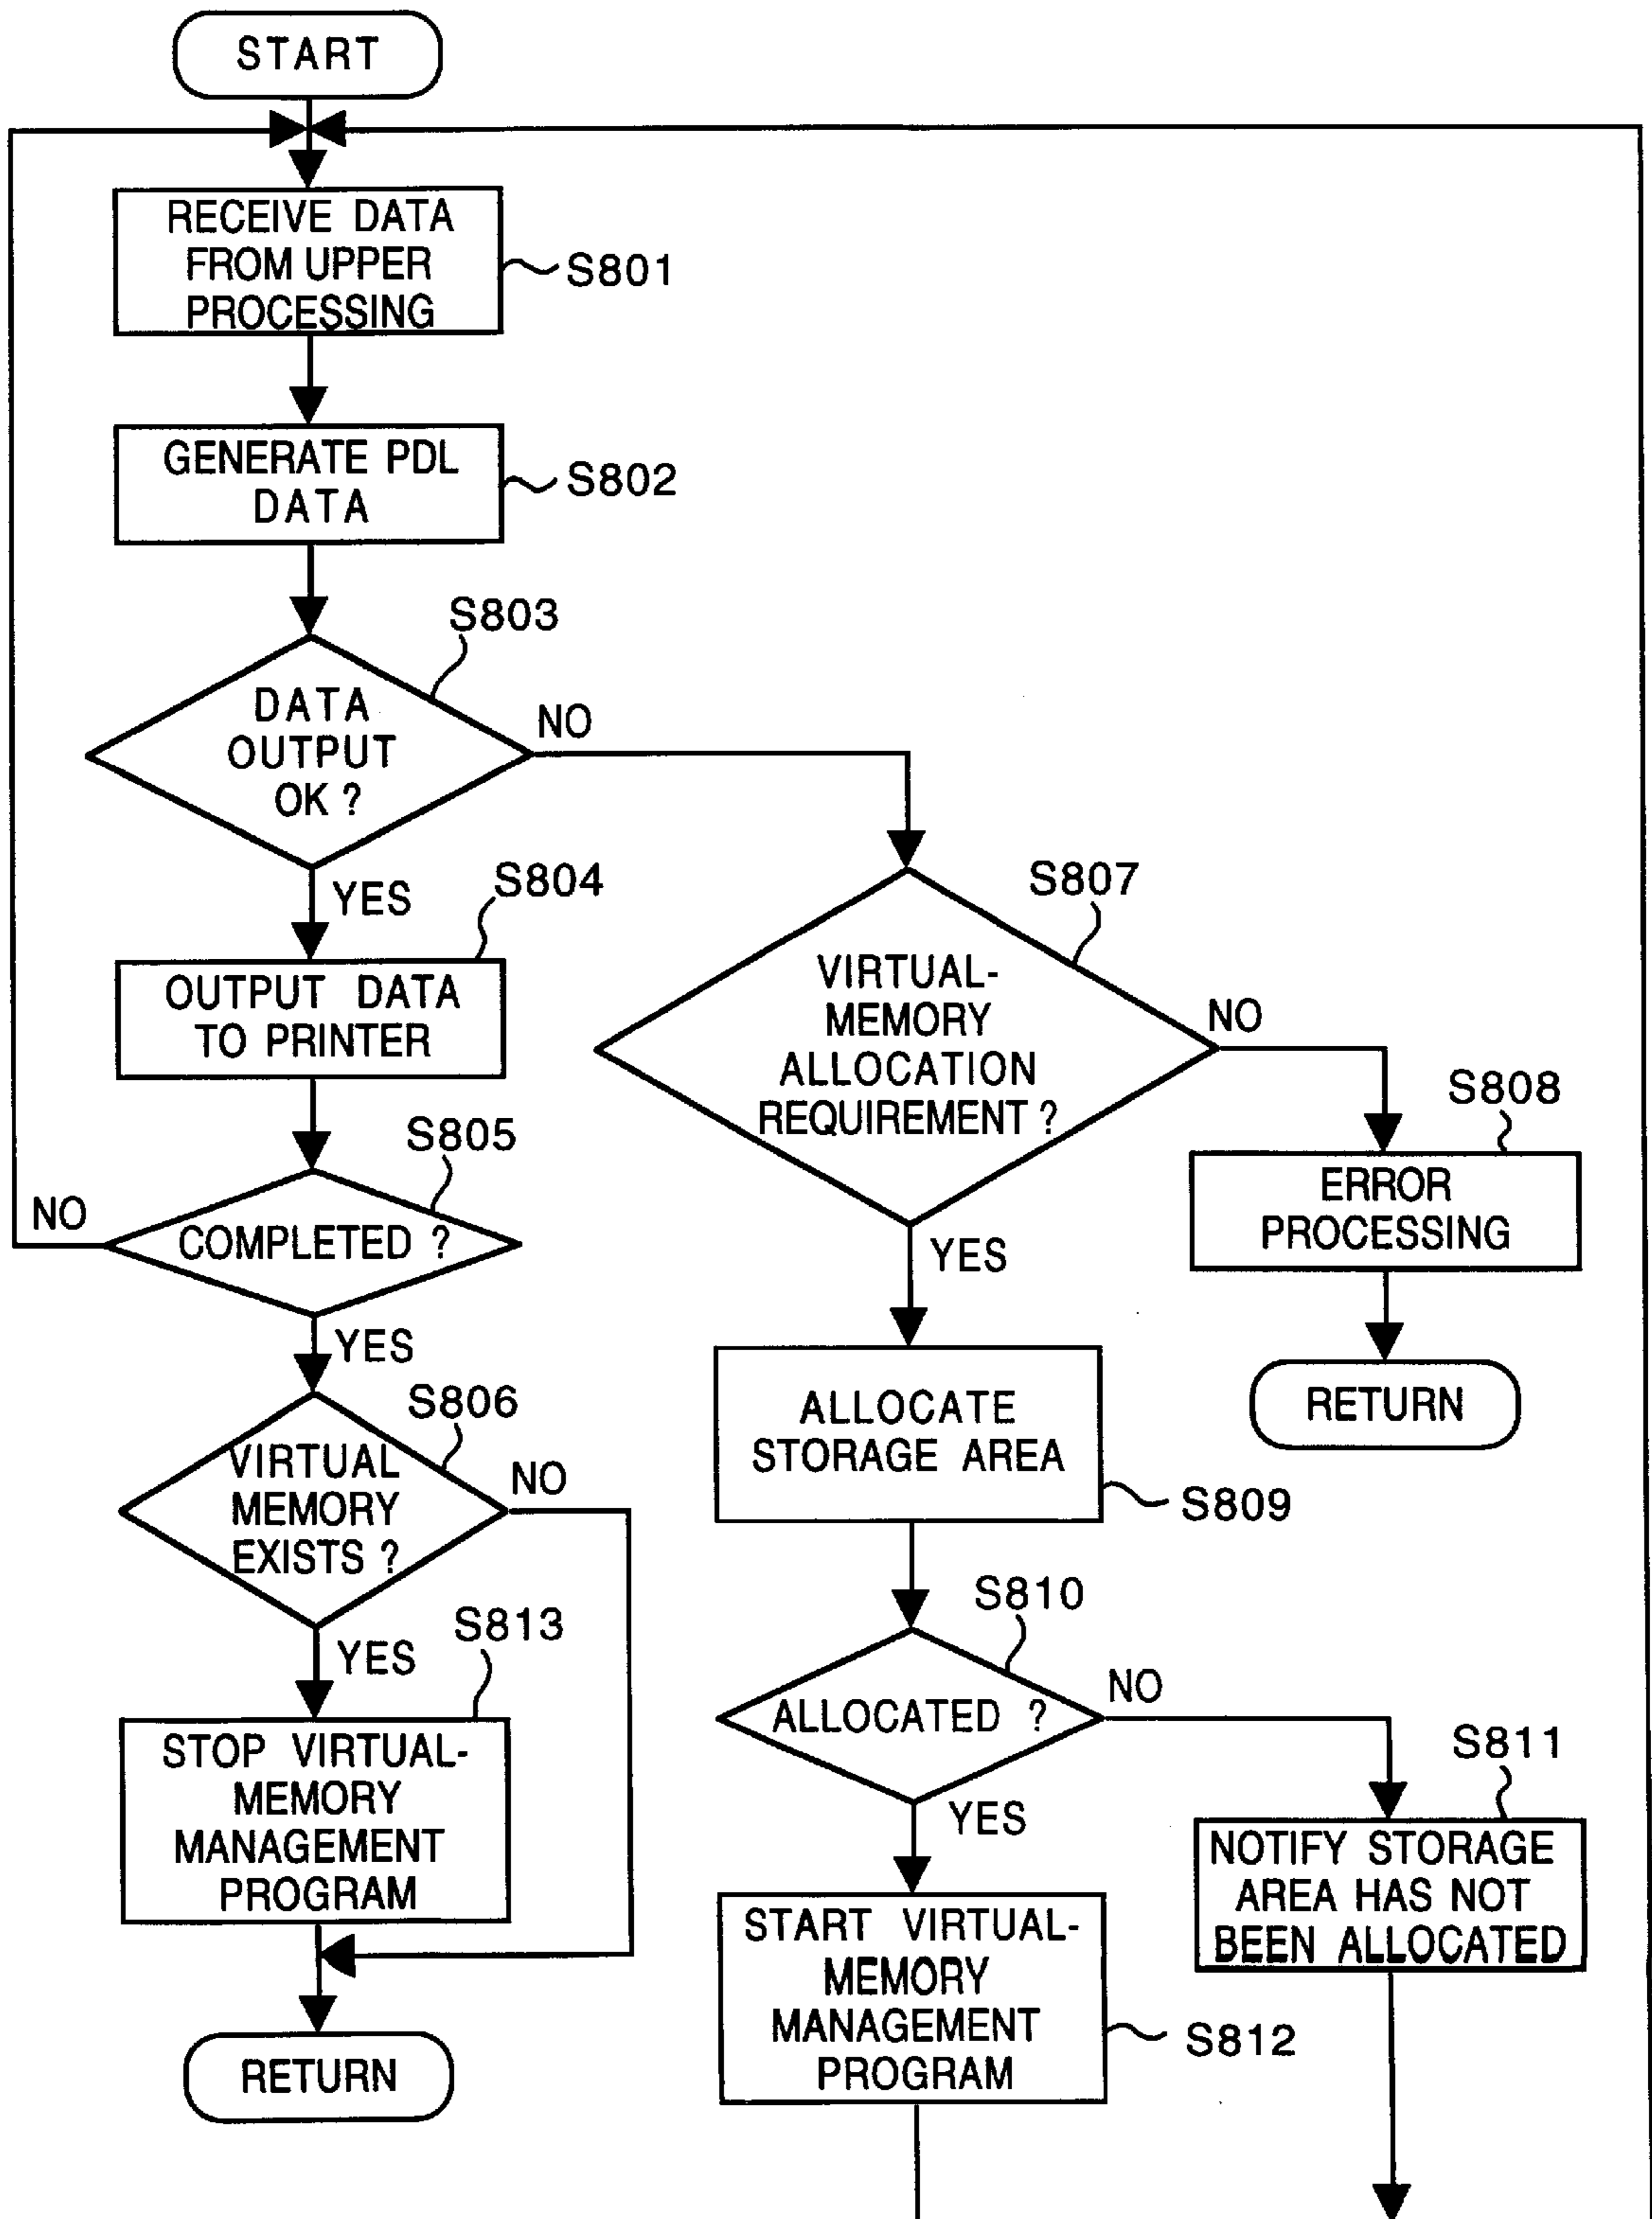 START
RECEIVE DATA
FROM UPPER
PROCESSING
S801
GENERATE PDL
DATA
S802
S803
DATA
OUTPUT
OK ?
NO
YES
S804
OUTPUT DATA
TO PRINTER
S805
COMPLETED ?
NO
YES
S806
VIRTUAL
MEMORY
EXISTS ?
NO
YES
S813
STOP VIRTUAL-
MEMORY
MANAGEMENT
PROGRAM
RETURN
S807
VIRTUAL-
MEMORY
ALLOCATION
REQUIREMENT ?
NO
YES
S808
ERROR
PROCESSING
RETURN
ALLOCATE
STORAGE AREA
S809
S810
ALLOCATED ?
NO
YES
S811
NOTIFY STORAGE
AREA HAS NOT
BEEN ALLOCATED
START VIRTUAL-
MEMORY
MANAGEMENT
PROGRAM
S812